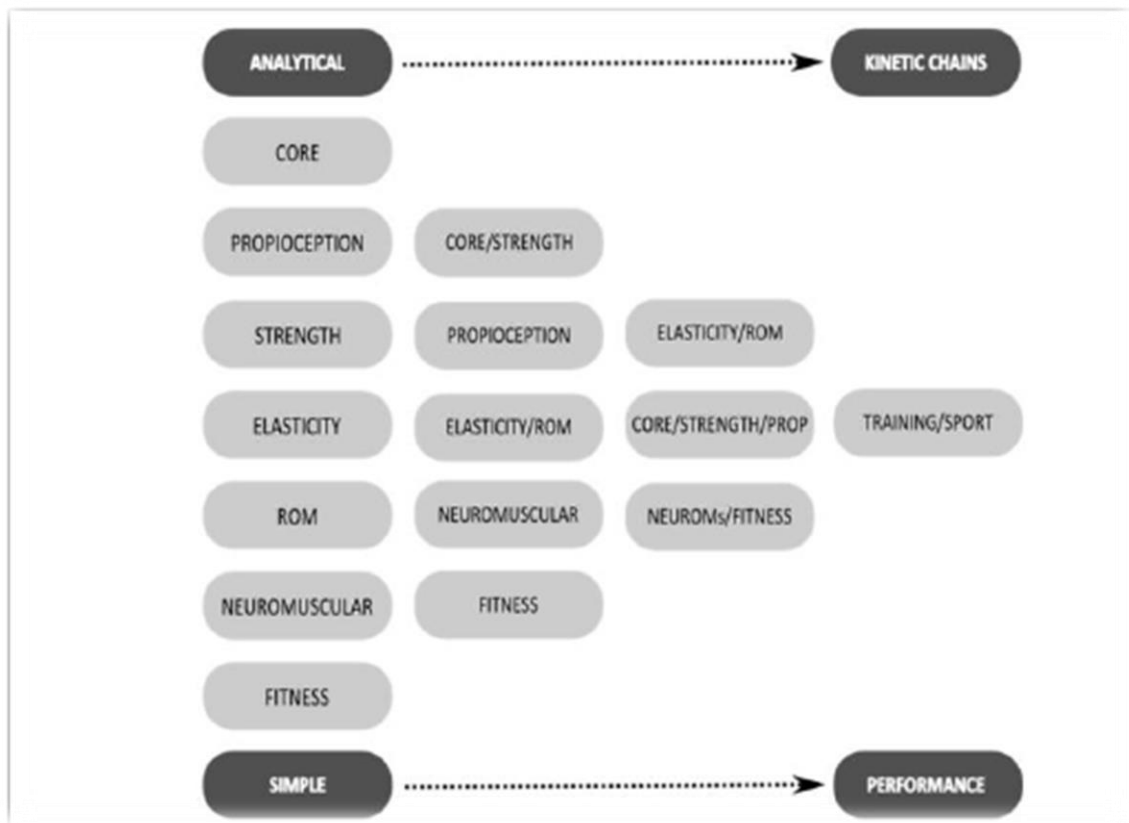 ANALYTICAL KINETIC CHAINS
CORE
PROPIOCEPTION CORE/STRENGTH
STRENGTH PROPIOCEPTION ELASTICITY/ROM
ELASTICITY ELASTICITY/ROM CORE/STRENGTH/PROP TRAINING/SPORT
ROM NEUROMUSCULAR NEUROMs/FITNESS
NEUROMUSCULAR FITNESS
FITNESS
SIMPLE PERFORMANCE